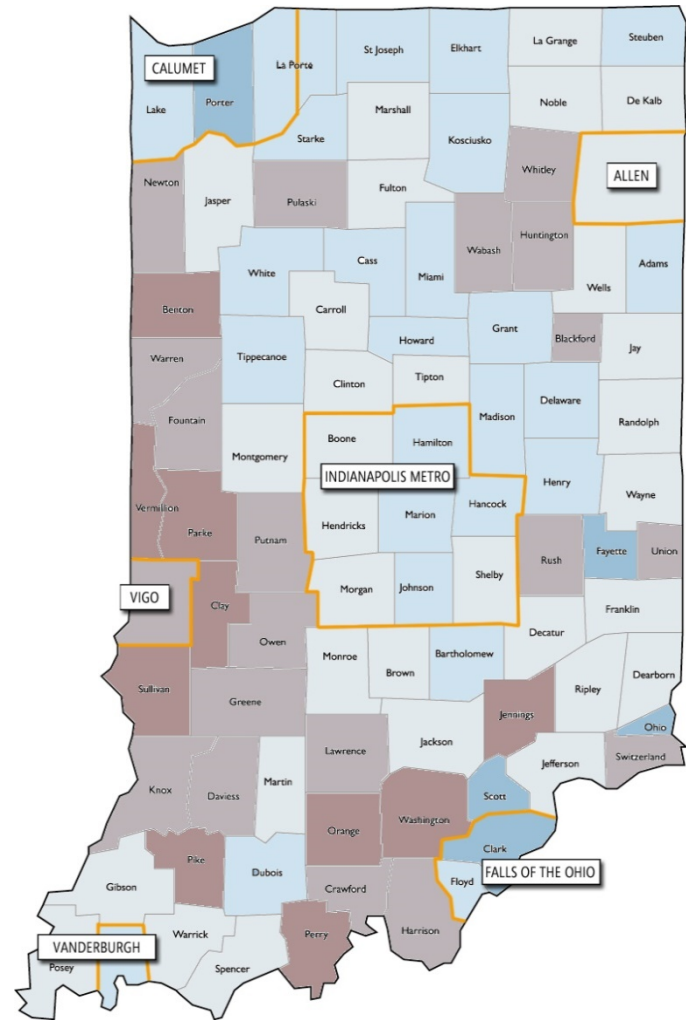 La Grange
Steuben
St Joseph
Elkhart
CALUMET
La Porte
Lake
Porter
Noble
De Kalb
Marshall
Starke
Kosciusko
Whitley
ALLEN
Newton
Jasper
Pulaski
Fulton
Huntington
Wabash
White
Cass
Miami
Wells
Adams
Benton
Carroll
Grant
Howard
Blackford
Jay
Warren
Tippecanoe
Clinton
Tipton
Madison
Delaware
Fountain
Randolph
Boone
Hamilton
Montgomery
INDIANAPOLIS METRO
Henry
Wayne
Vermillion
Parke
Hendricks
Marion
Hancock
Putnam
Rush
Fayette
Union
Morgan
Johnson
Shelby
VIGO
Clay
Franklin
Owen
Decatur
Monroe
Brown
Bartholomew
Dearborn
Sullivan
Greene
Ripley
Jennings
Ohio
Lawrence
Jackson
Jefferson
Switzerland
Knox
Daviess
Martin
Scott
Orange
Washington
Clark
Pike
Dubois
Floyd
FALLS OF THE OHIO
Gibson
Crawford
Harrison
Warrick
Perry
VANDERBURGH
Posey
Spencer